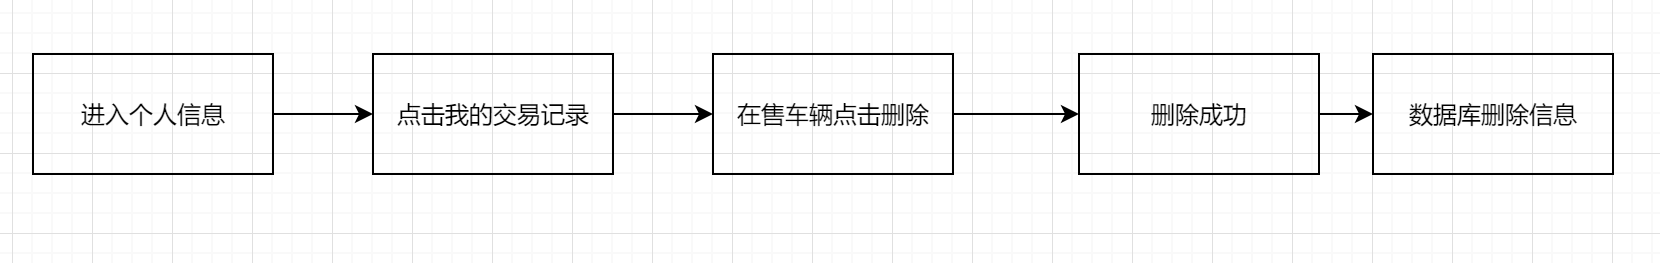 进入个人信息
点击我的交易记录
在售车辆点击删除
删除成功
数据库删除信息